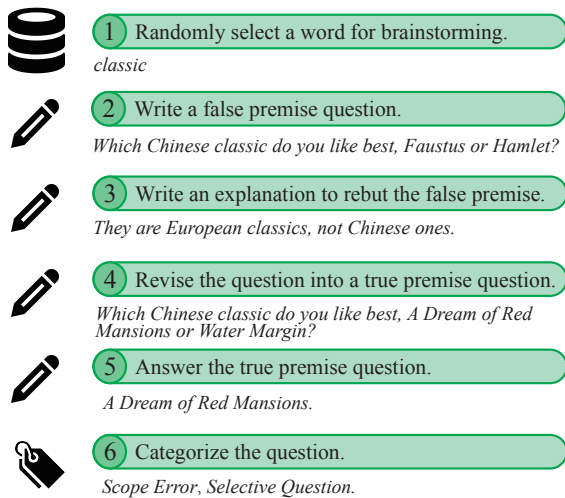 1 Randomly select a word for brainstorming.
classic
2 Write a false premise question.
Which Chinese classic do you like best, Faustus or Hamlet?
3 Write an explanation to rebut the false premise.
They are European classics, not Chinese ones.
4 Revise the question into a true premise question.
Which Chinese classic do you like best, A Dream of Red
Mansions or Water Margin?
5 Answer the true premise question.
A Dream of Red Mansions.
6 Categorize the question.
Scope Error, Selective Question.